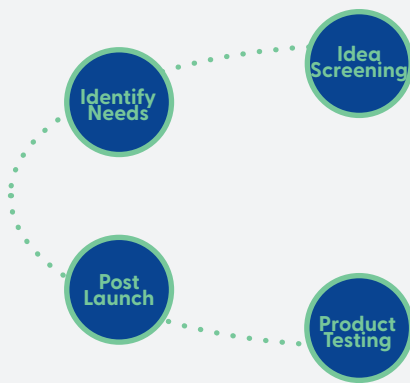 Idea
Screening
Identify
Needs
Post
Launch
Product
Testing